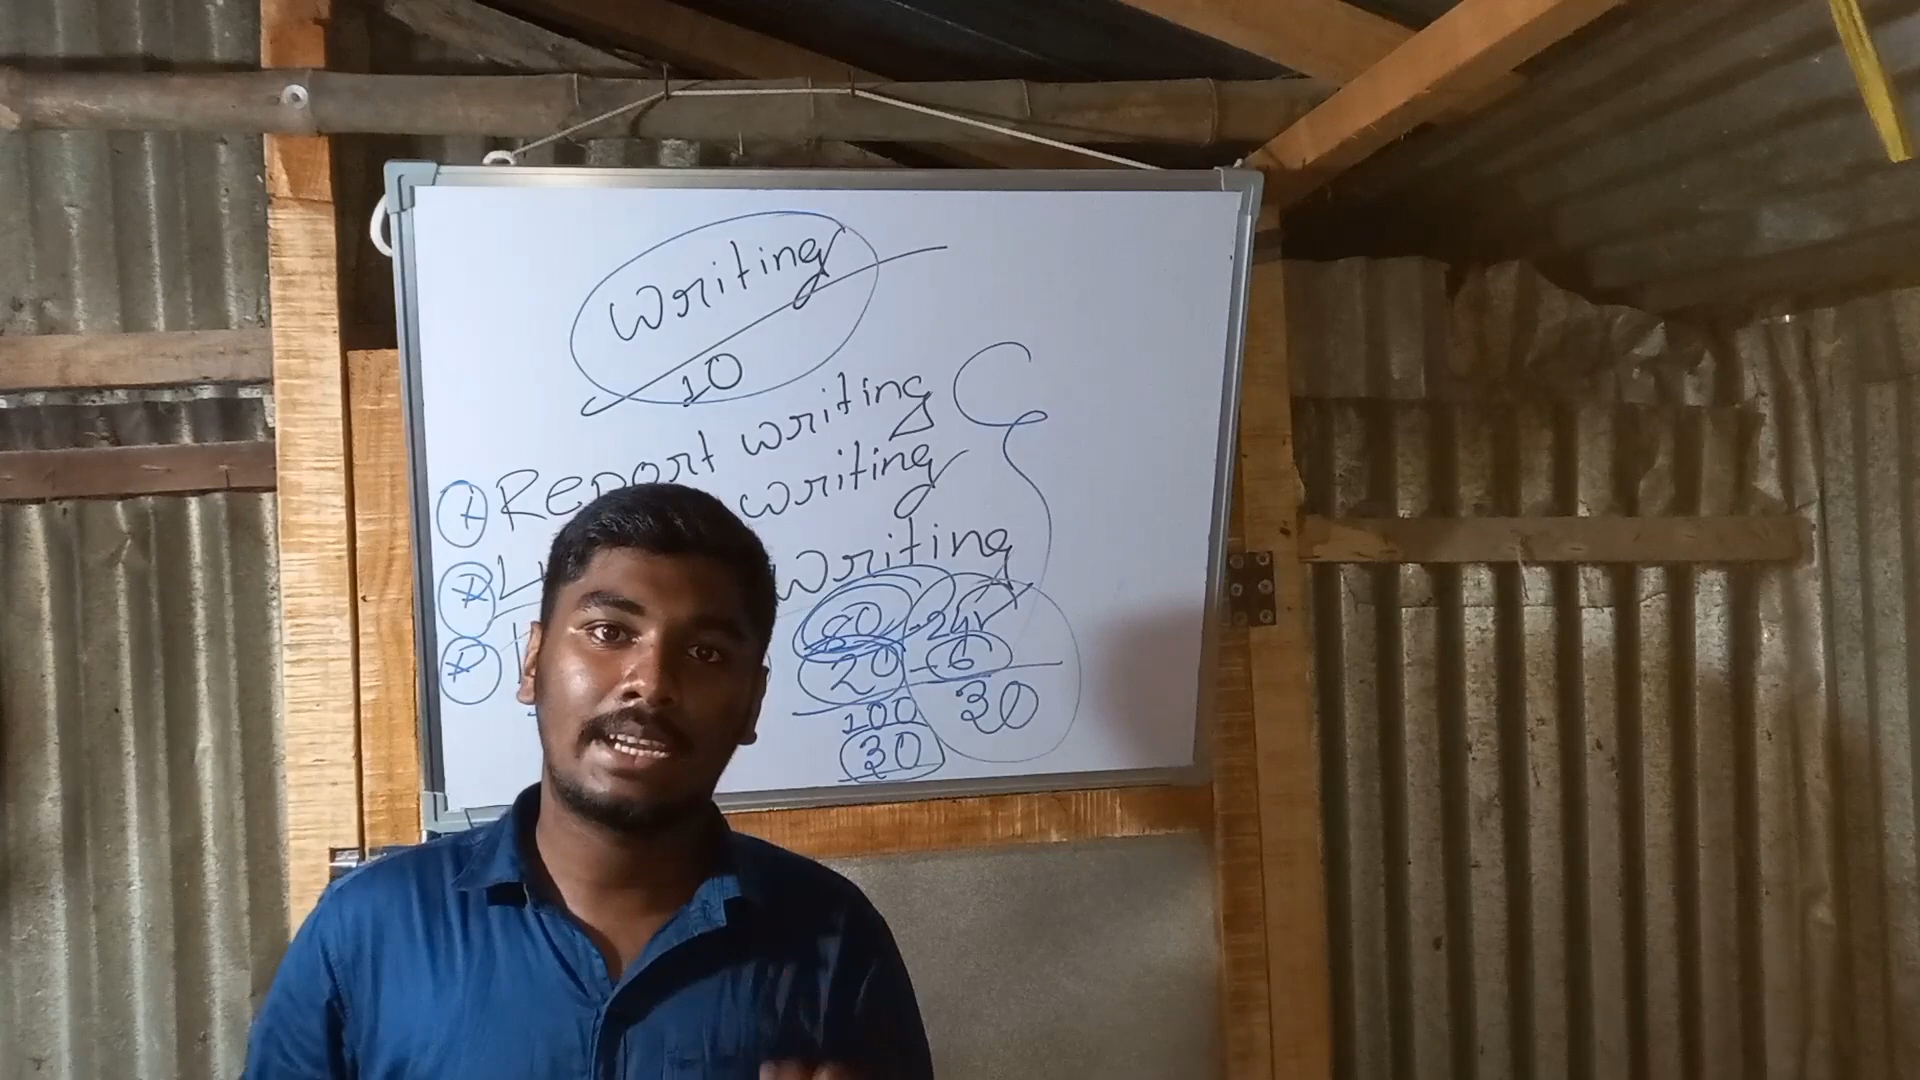 Writing
10
Report writing
writing
writing
80 24
20 6
100 30
30